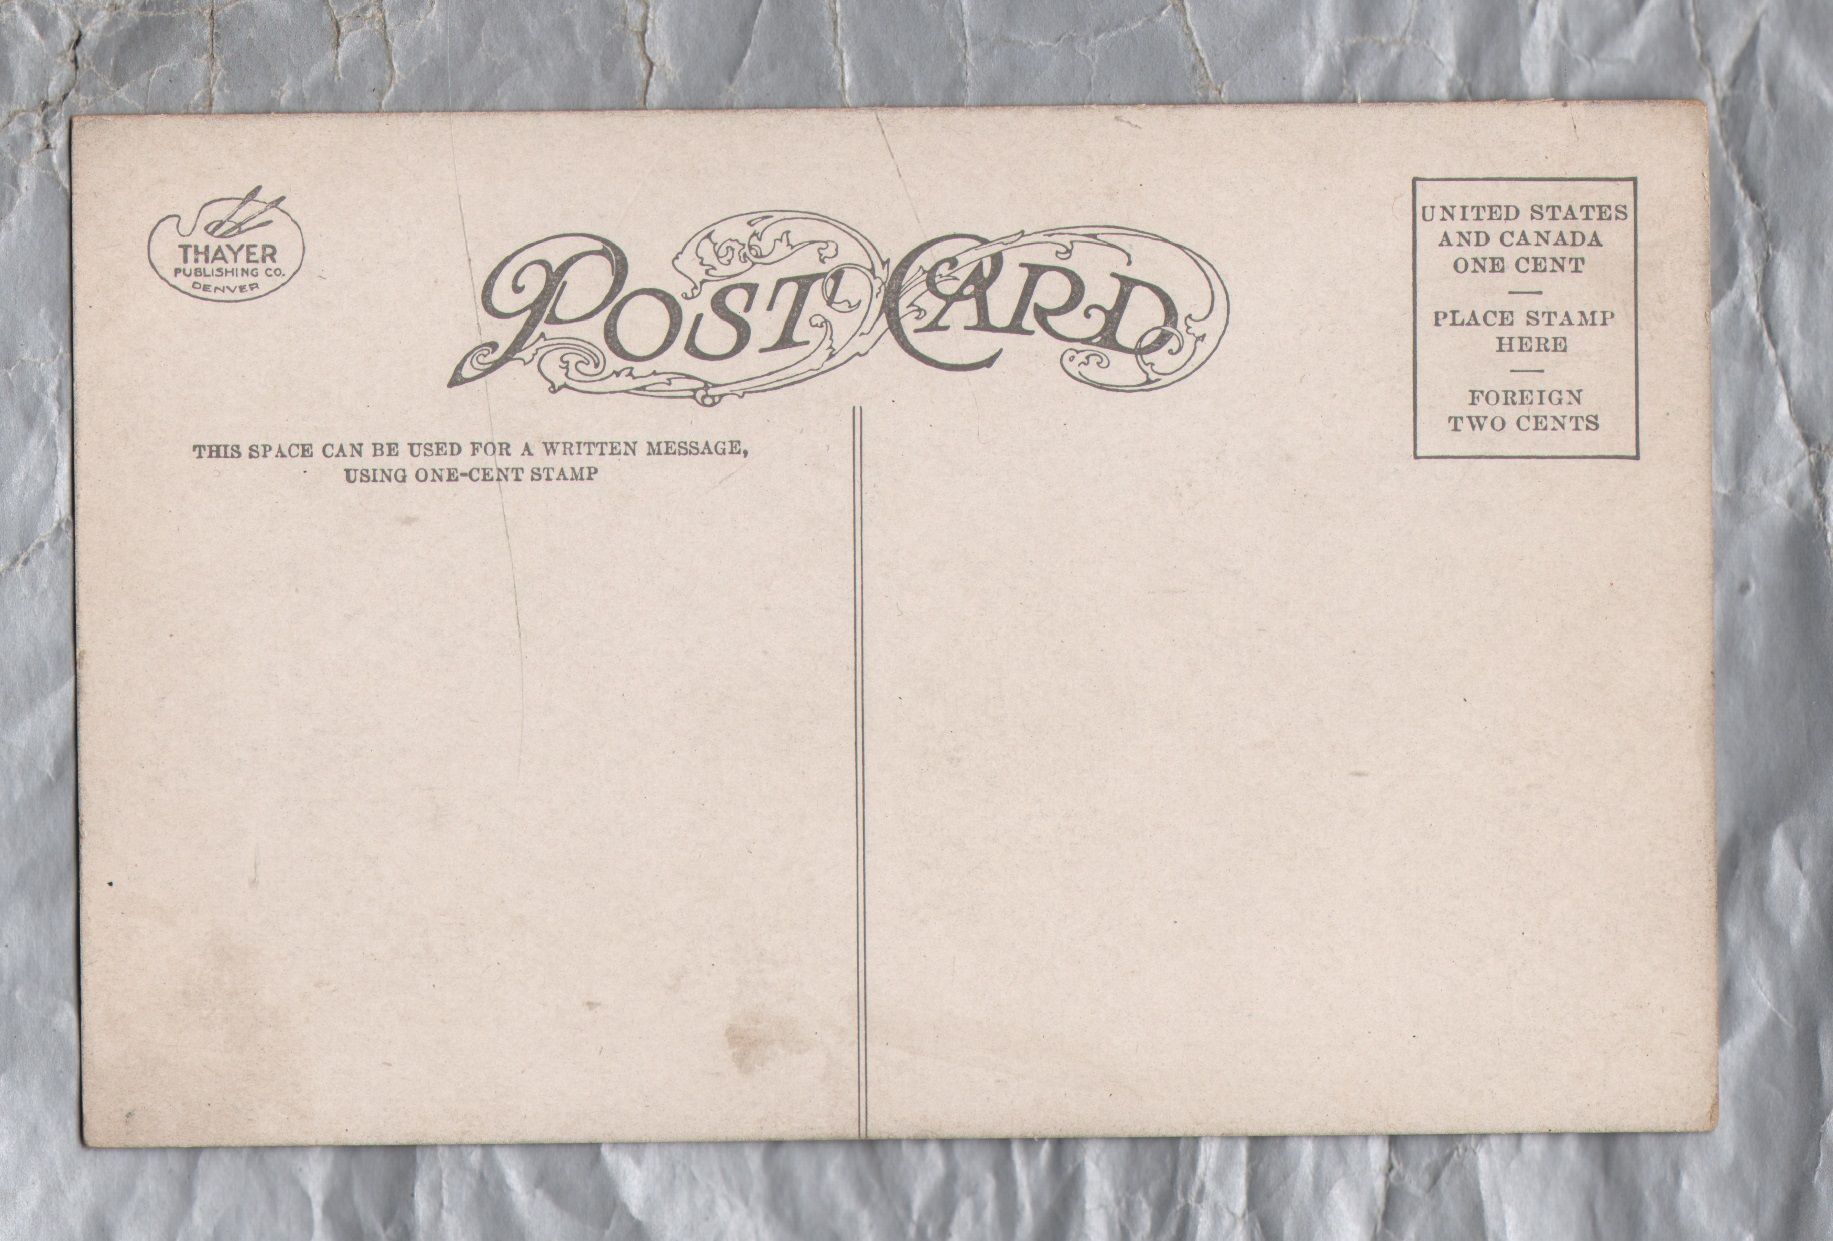 THAYER
PUBLISHING CO.
DENVER
POST CARD
UNITED STATES
AND CANADA
ONE CENT
PLACE STAMP
HERE
FOREIGN
TWO CENTS
THIS SPACE CAN BE USED FOR A WRITTEN MESSAGE,
USING ONE-CENT STAMP